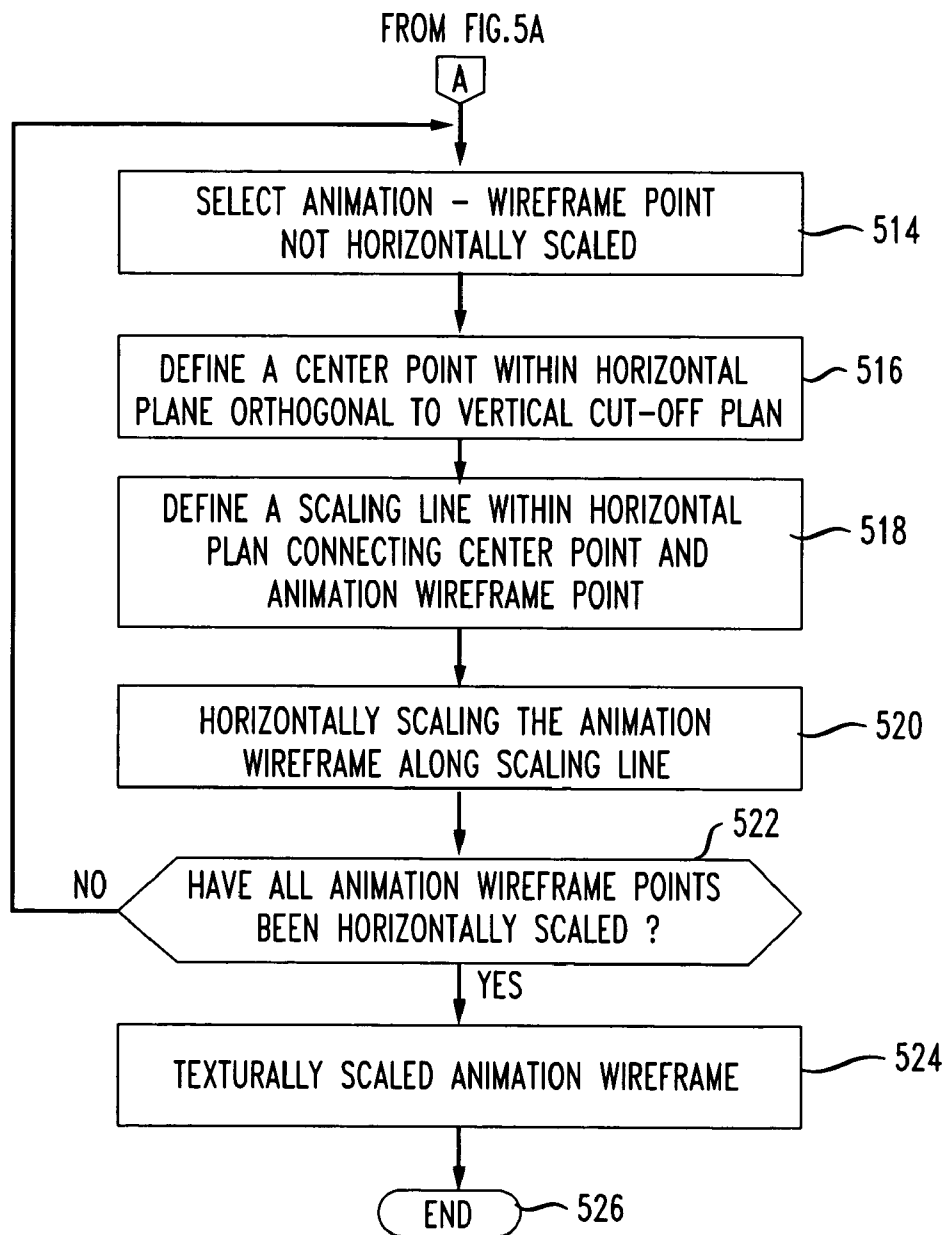 FROM FIG.5A
A
SELECT ANIMATION – WIREFRAME POINT
NOT HORIZONTALLY SCALED
514
DEFINE A CENTER POINT WITHIN HORIZONTAL
PLANE ORTHOGONAL TO VERTICAL CUT-OFF PLAN
516
DEFINE A SCALING LINE WITHIN HORIZONTAL
PLAN CONNECTING CENTER POINT AND
ANIMATION WIREFRAME POINT
518
HORIZONTALLY SCALING THE ANIMATION
WIREFRAME ALONG SCALING LINE
520
522
NO
HAVE ALL ANIMATION WIREFRAME POINTS
BEEN HORIZONTALLY SCALED ?
YES
TEXTURALLY SCALED ANIMATION WIREFRAME
524
END
526